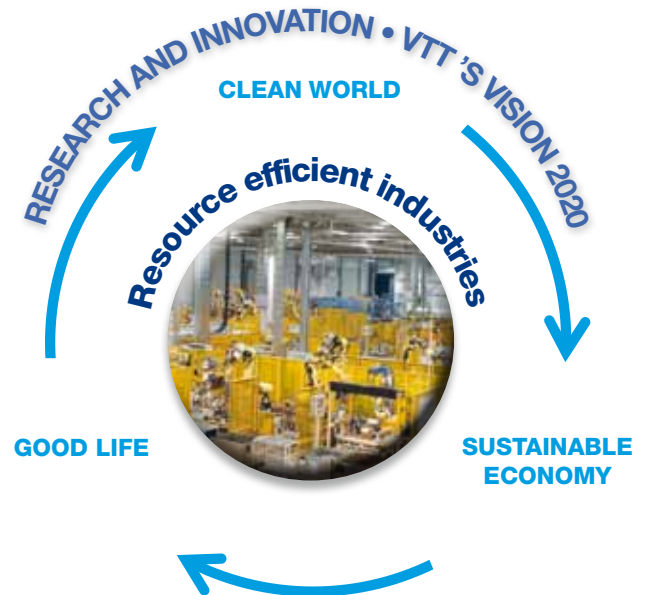 RESEARCH AND INNOVATION • VTT 'S VISION 2020
CLEAN WORLD
Resource efficient industries
GOOD LIFE
SUSTAINABLE
ECONOMY